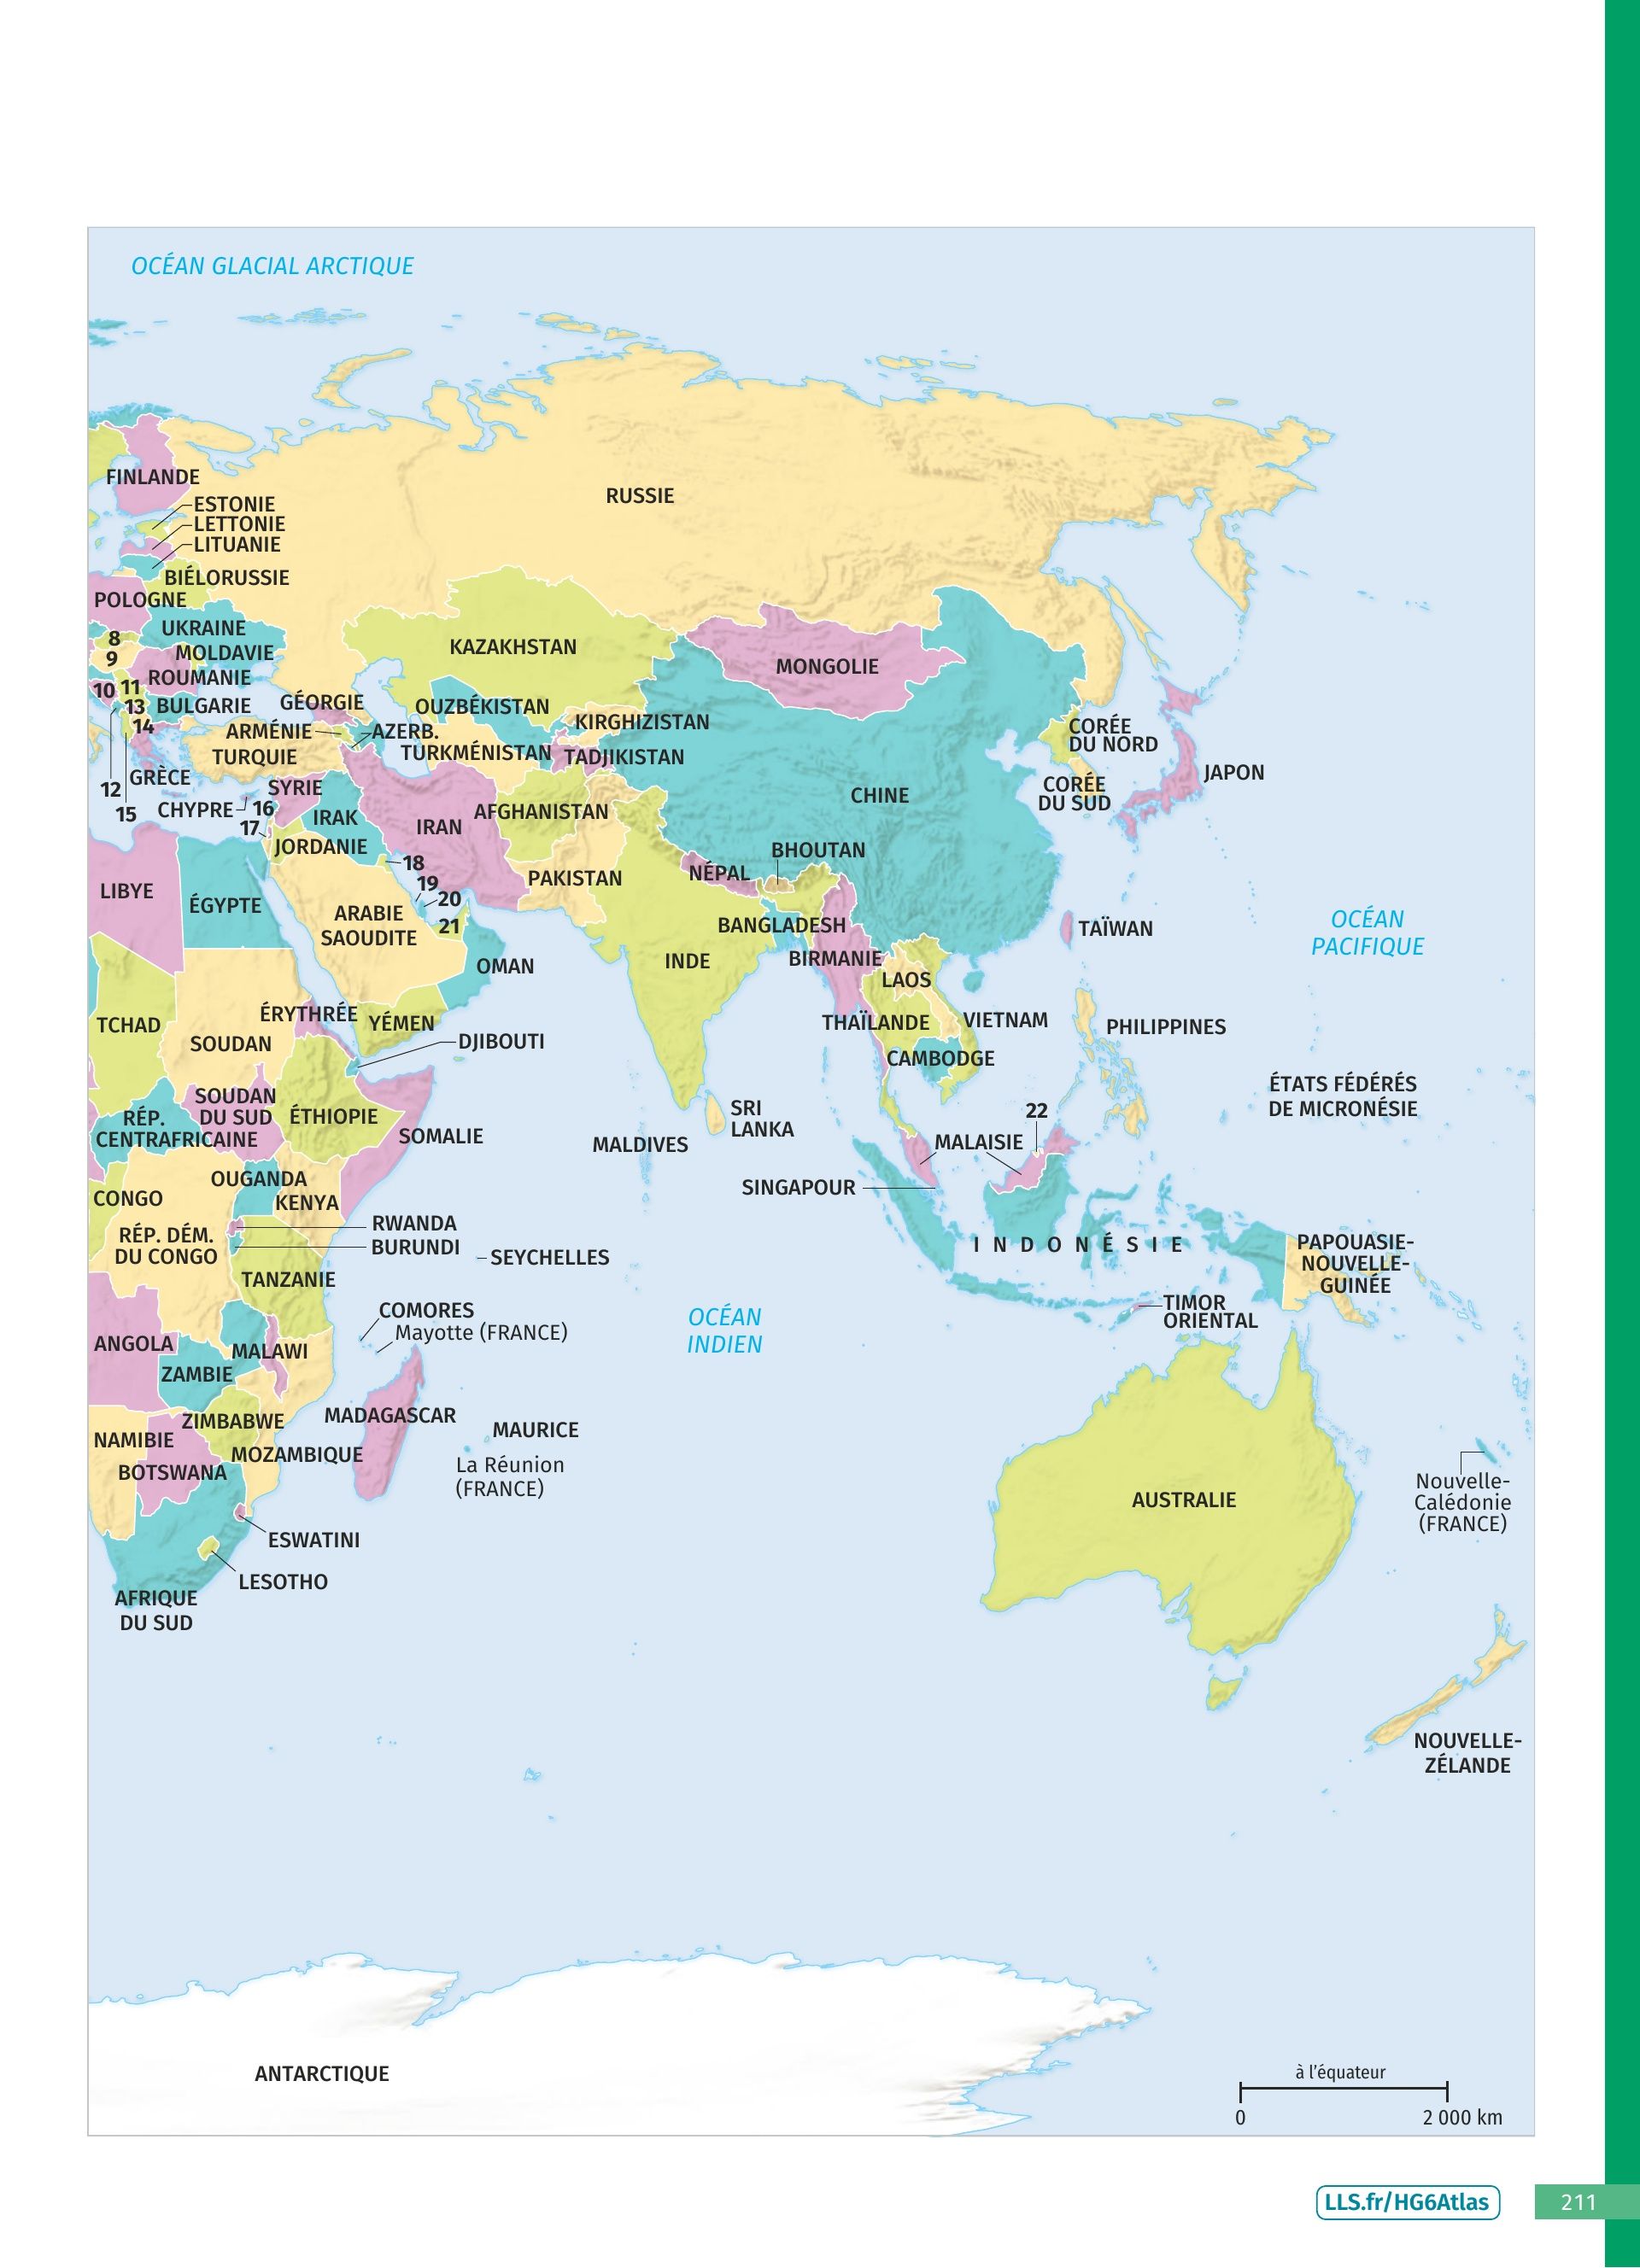 OCÉAN GLACIAL ARCTIQUE
FINLANDE
RUSSIE
ESTONIE
LETTONIE
LITUANIE
BIÉLORUSSIE
POLOGNE
UKRAINE
8
MOLDAVIE
KAZAKHSTAN
9
MONGOLIE
ROUMANIE
10
11
GÉORGIE
BULGARIE
13
OUZBÉKISTAN
KIRGHIZISTAN
14
ARMÉNIE
AZERB.
CORÉE
DU NORD
TURQUIE
TURKMÉNISTAN
TADJIKISTAN
JAPON
GRÈCE
12
SYRIE
CORÉE
DU SUD
CHINE
15
CHYPRE
16
AFGHANISTAN
17
IRAK
IRAN
JORDANIE
BHOUTAN
18
NÉPAL
PAKISTAN
LIBYE
19
20
ÉGYPTE
ARABIE
SAOUDITE
21
BANGLADESH
TAÏWAN
OCÉAN
PACIFIQUE
OMAN
INDE
BIRMANIE
LAOS
ÉRYTHRÉE
TCHAD
YÉMEN
THAÏLANDE
VIETNAM
PHILIPPINES
SOUDAN
DJIBOUTI
CAMBODGE
ÉTATS FÉDÉRÉS
DE MICRONÉSIE
SOUDAN
DU SUD
ÉTHIOPIE
RÉP.
CENTRAFRICAINE
SRI
LANKA
22
SOMALIE
MALDIVES
MALAISIE
OUGANDA
SINGAPOUR
CONGO
KENYA
RWANDA
RÉP. DÉM.
DU CONGO
BURUNDI
SEYCHELLES
INDONÉSIE
PAPOUASIE-
NOUVELLE-
GUINÉE
TANZANIE
COMORES
Mayotte (FRANCE)
OCÉAN
INDIEN
TIMOR
ORIENTAL
ANGOLA
MALAWI
ZAMBIE
MADAGASCAR
ZIMBABWE
MAURICE
NAMIBIE
MOZAMBIQUE
BOTSWANA
La Réunion
(FRANCE)
Nouvelle-
Calédonie
(FRANCE)
AUSTRALIE
ESWATINI
LESOTHO
AFRIQUE
DU SUD
NOUVELLE-
ZÉLANDE
ANTARCTIQUE
à l'équateur
0
2 000 km
LLS.fr/HG6Atlas
211